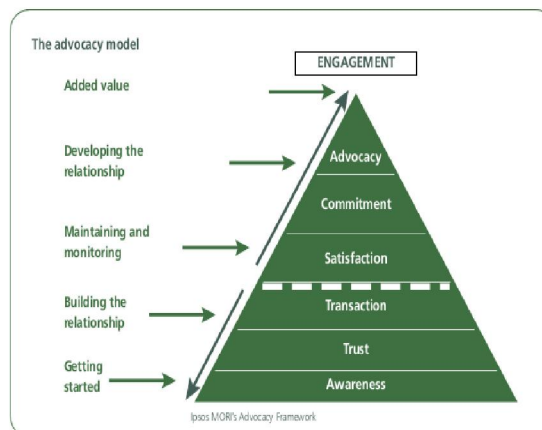 The advocacy model
ENGAGEMENT
Added value
Developing the
relationship
Advocacy
Commitment
Maintaining and
monitoring
Satisfaction
Building the
relationship
Transaction
Trust
Getting
started
Awareness
Ipsos MORI's Advocacy Framework